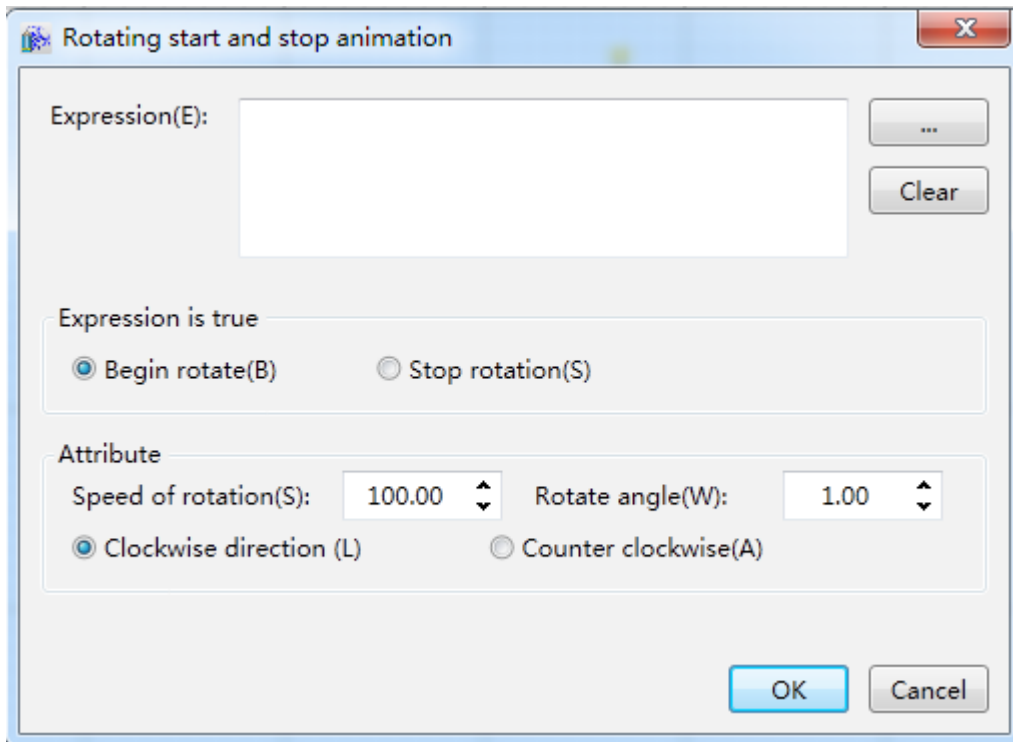 Rotating start and stop animation
Expression(E):
...
Clear
Expression is true
Begin rotate(B) Stop rotation(S)
Attribute
Speed of rotation(S): 100.00 Rotate angle(W): 1.00
Clockwise direction (L) Counter clockwise(A)
OK Cancel